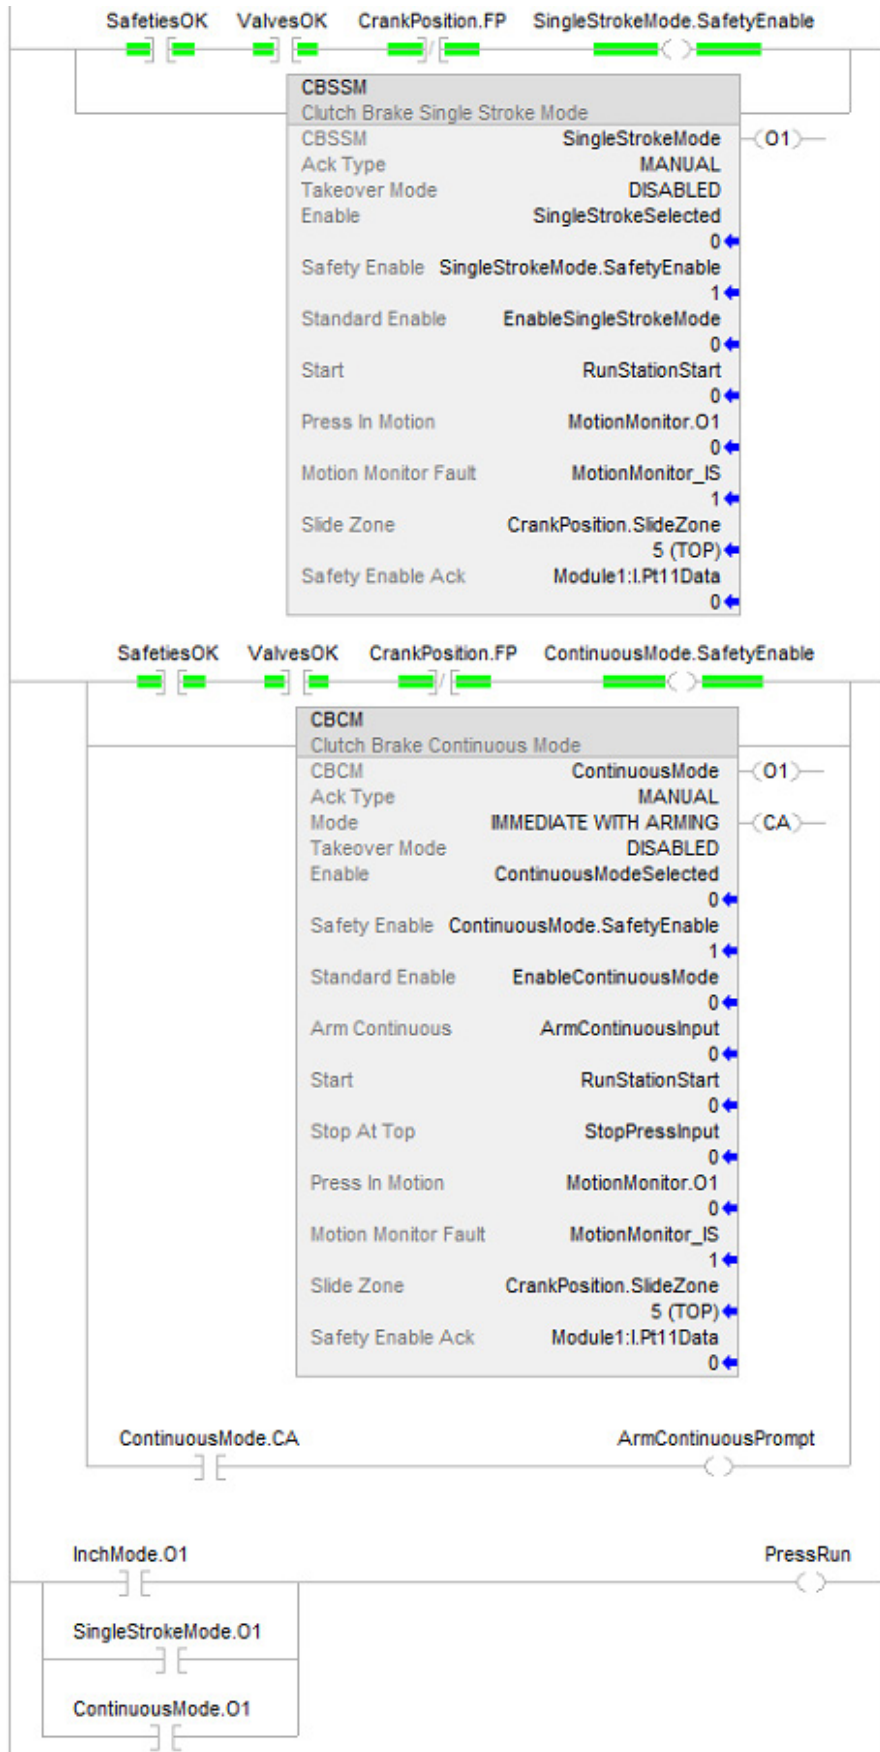 SafetiesOK ValvesOK CrankPosition.FP SingleStrokeMode.SafetyEnable
CBSSM
Clutch Brake Single Stroke Mode
CBSSM SingleStrokeMode O1
Ack Type MANUAL
Takeover Mode DISABLED
Enable SingleStrokeSelected
0
Safety Enable SingleStrokeMode.SafetyEnable
1
Standard Enable EnableSingleStrokeMode
0
Start RunStationStart
0
Press In Motion MotionMonitor.O1
0
Motion Monitor Fault MotionMonitor_IS
1
Slide Zone CrankPosition.SlideZone
5 (TOP)
Safety Enable Ack Module1:I.Pt11Data
0
SafetiesOK ValvesOK CrankPosition.FP ContinuousMode.SafetyEnable
CBCM
Clutch Brake Continuous Mode
CBCM ContinuousMode O1
Ack Type MANUAL
Mode IMMEDIATE WITH ARMING CA
Takeover Mode DISABLED
Enable ContinuousModeSelected
0
Safety Enable ContinuousMode.SafetyEnable
1
Standard Enable EnableContinuousMode
0
Arm Continuous ArmContinuousInput
0
Start RunStationStart
0
Stop At Top StopPressInput
0
Press In Motion MotionMonitor.O1
0
Motion Monitor Fault MotionMonitor_IS
1
Slide Zone CrankPosition.SlideZone
5 (TOP)
Safety Enable Ack Module1:I.Pt11Data
0
ContinuousMode.CA ArmContinuousPrompt
InchMode.O1 PressRun
SingleStrokeMode.O1
ContinuousMode.O1